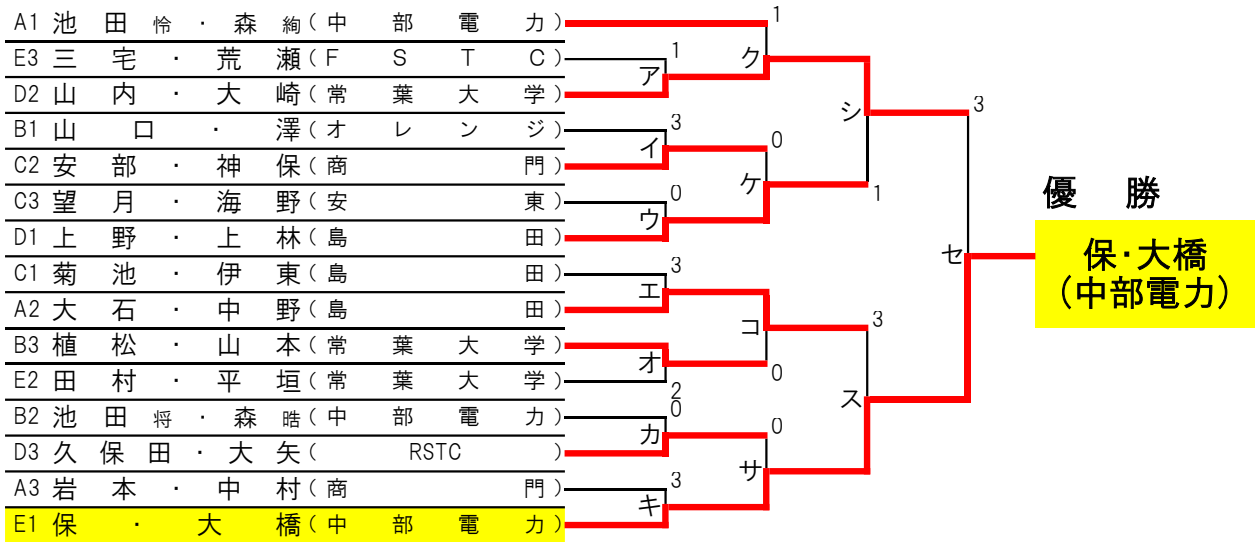 A1 池田怜・森絢(中部電力)
1
E3 三宅・荒瀬(FSTC)
1
ア
ク
D2 山内・大崎(常葉大学)
シ
3
B1 山口・澤(オレンジ)
3
イ
0
C2 安部・神保(商門)
ケ
1
C3 望月・海野(安東)
0
ウ
D1 上野・上林(島田)
優勝
セ
保・大橋
(中部電力)
C1 菊池・伊東(島田)
3
エ
A2 大石・中野(島田)
コ
3
B3 植松・山本(常葉大学)
オ
0
E2 田村・平垣(常葉大学)
2
ス
B2 池田将・森皓(中部電力)
0
カ
0
D3 久保田・大矢(RSTC)
サ
A3 岩本・中村(商門)
3
キ
E1 保・大橋(中部電力)